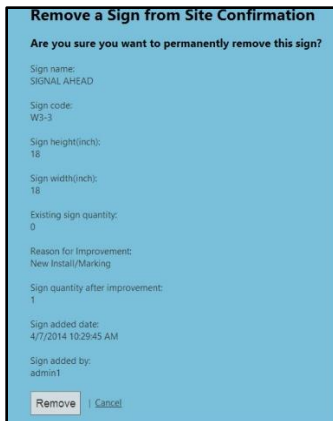 Remove a Sign from Site Confirmation
Are you sure you want to permanently remove this sign?
Sign name:
SIGNAL AHEAD
Sign code:
W3-3
Sign height(inch):
18
Sign width(inch):
18
Existing sign quantity:
0
Reason for Improvement:
New Install/Marking
Sign quantity after improvement:
1
Sign added date:
4/7/2014 10:29:45 AM
Sign added by:
admin1
Remove | Cancel